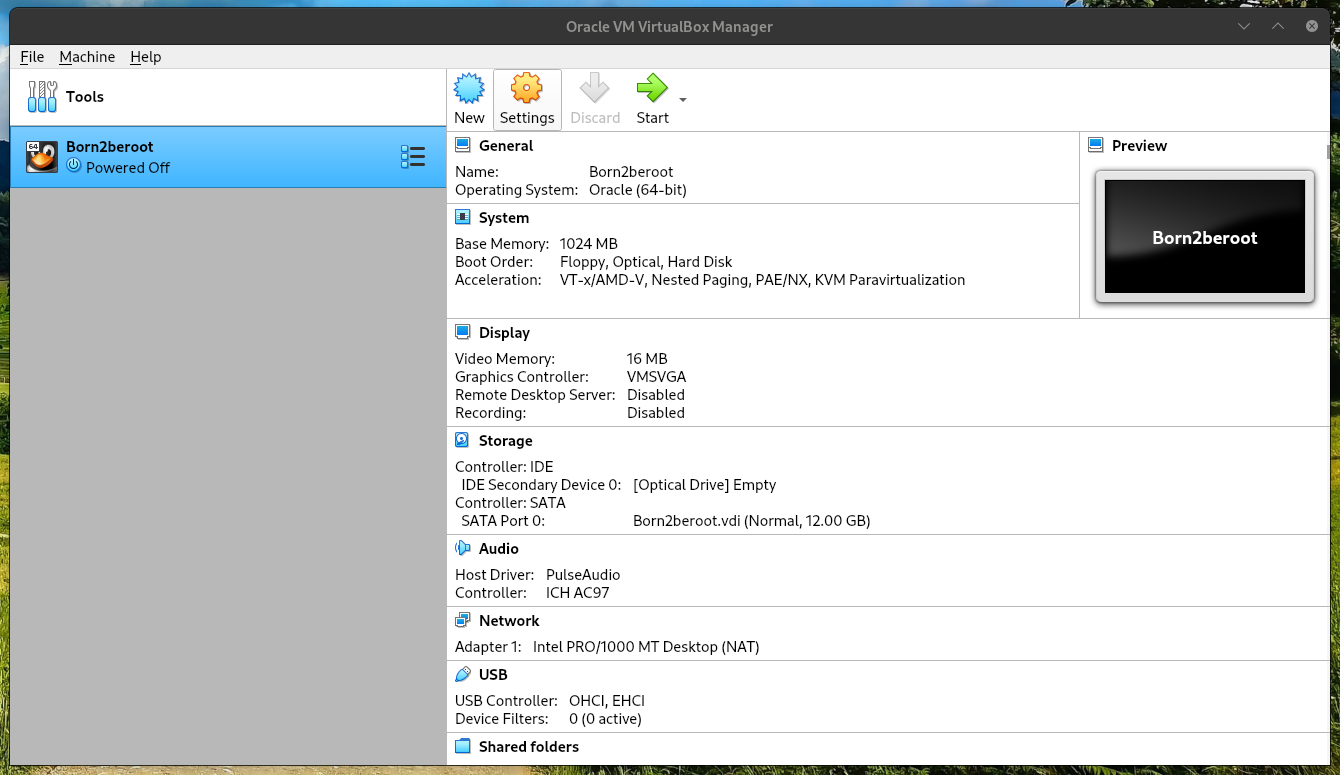 Oracle VM VirtualBox Manager
File Machine Help
Tools
New Settings Discard Start
64
Born2beroot
Powered Off
General
Name: Born2beroot
Operating System: Oracle (64-bit)
Preview
Born2beroot
System
Base Memory: 1024 MB
Boot Order: Floppy, Optical, Hard Disk
Acceleration: VT-x/AMD-V, Nested Paging, PAE/NX, KVM Paravirtualization
Display
Video Memory: 16 MB
Graphics Controller: VMSVGA
Remote Desktop Server: Disabled
Recording: Disabled
Storage
Controller: IDE
IDE Secondary Device 0: [Optical Drive] Empty
Controller: SATA
SATA Port 0: Born2beroot.vdi (Normal, 12.00 GB)
Audio
Host Driver: PulseAudio
Controller: ICH AC97
Network
Adapter 1: Intel PRO/1000 MT Desktop (NAT)
USB
USB Controller: OHCI, EHCI
Device Filters: 0 (0 active)
Shared folders